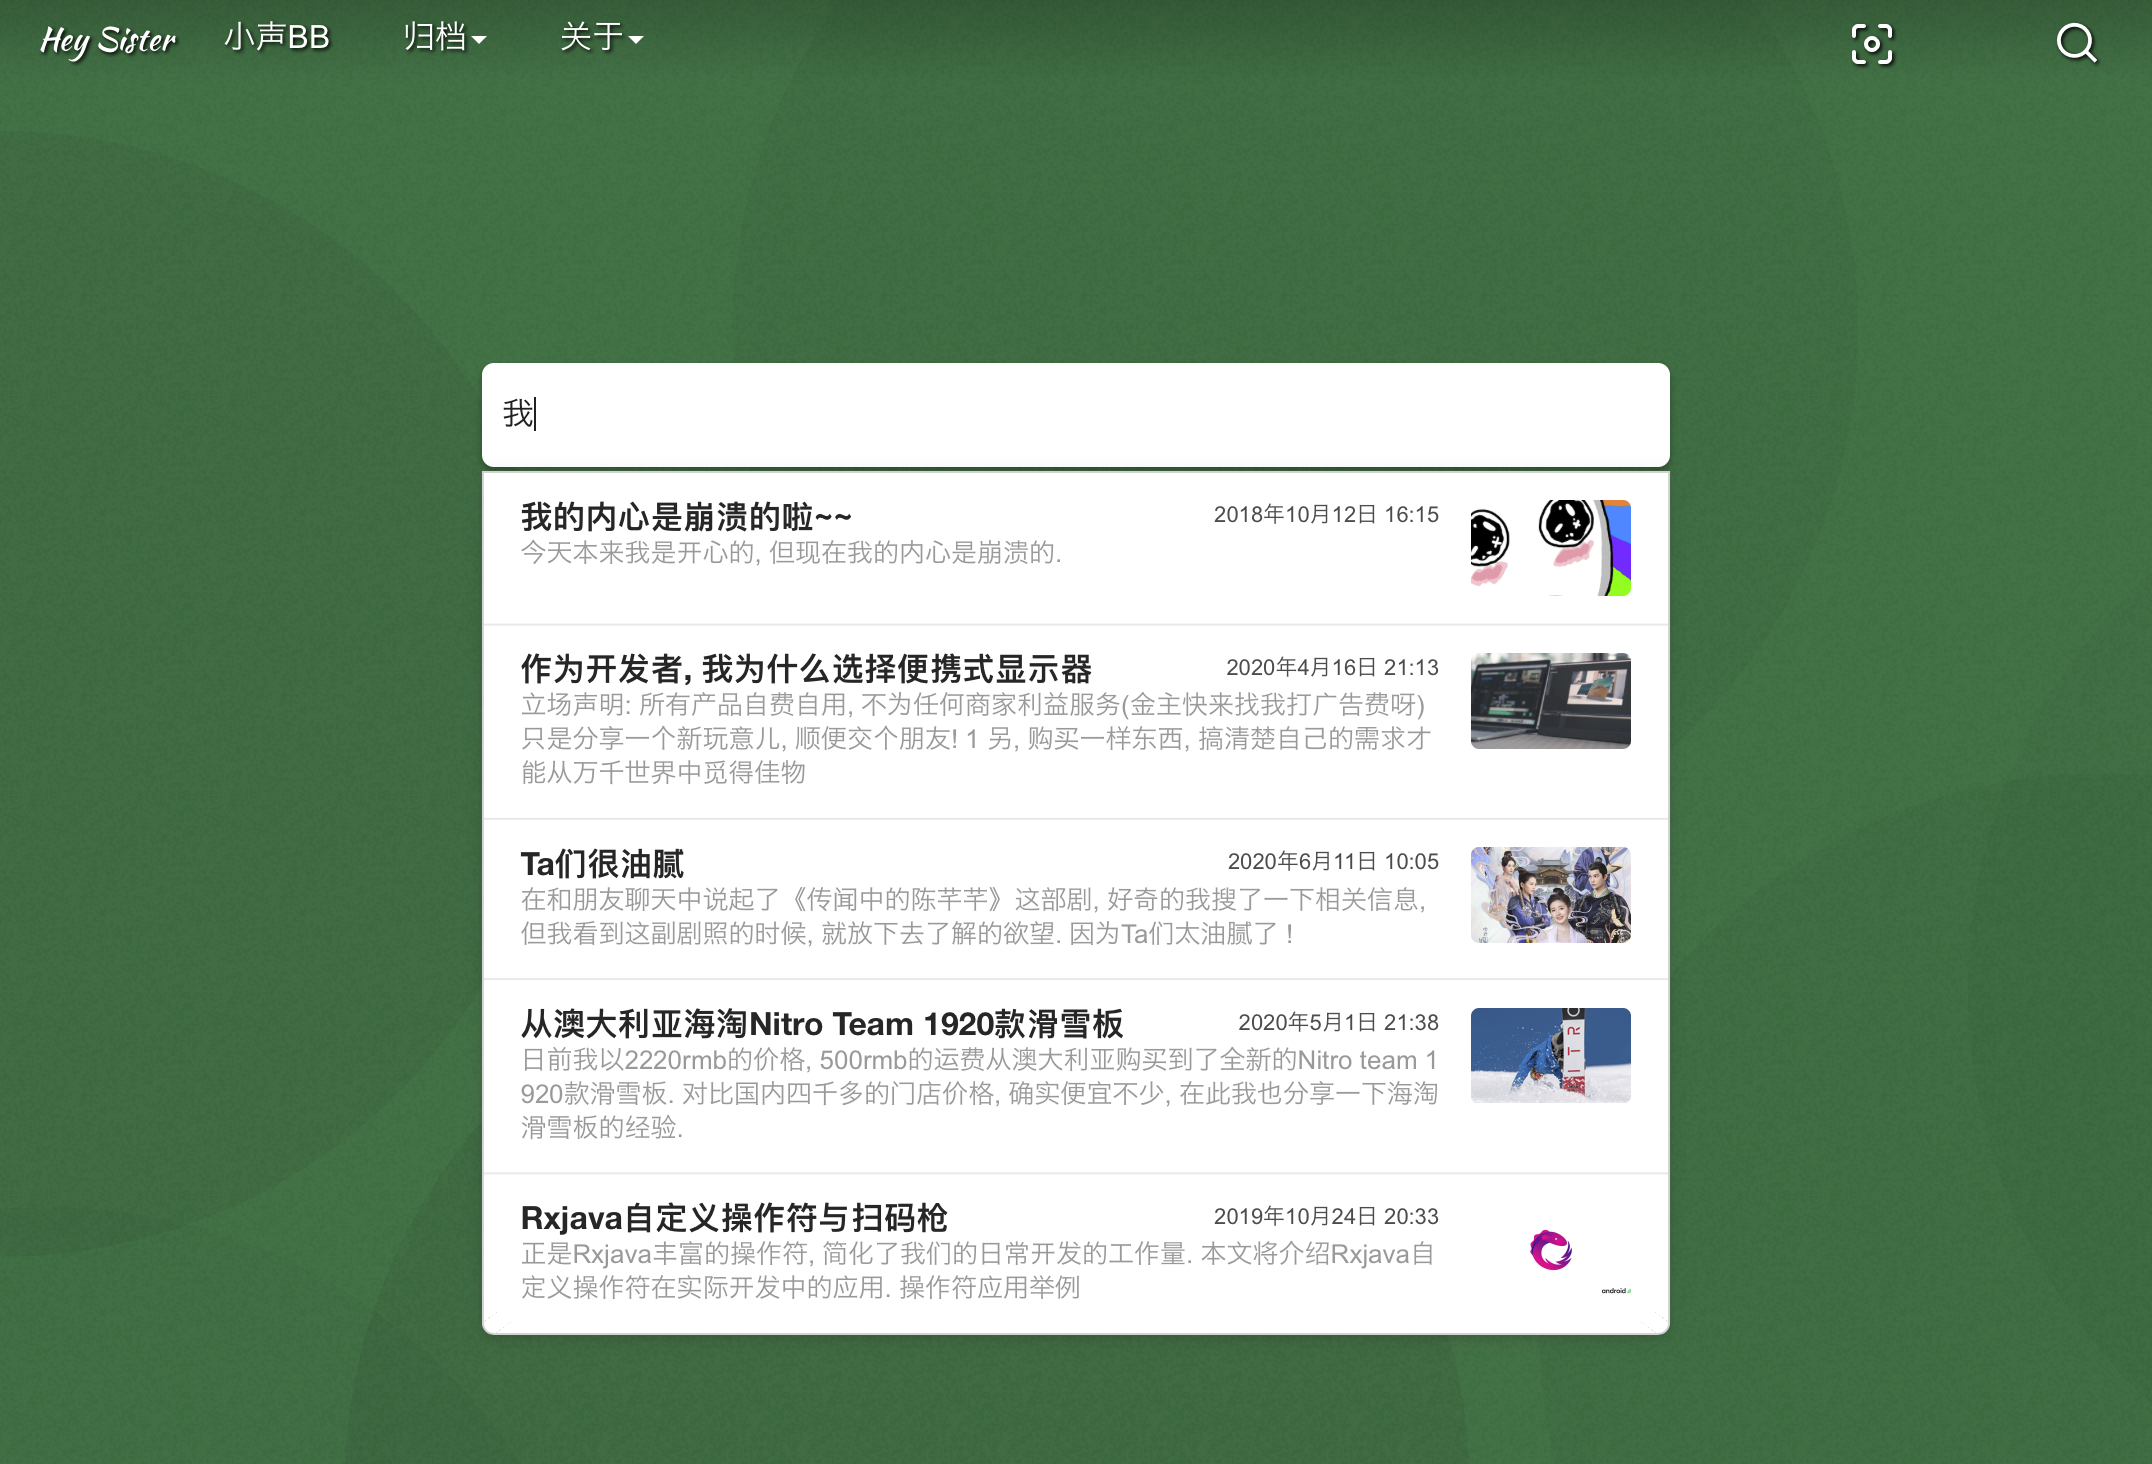 Hey Sister 小声BB 归档 关于
我
我的内心是崩溃的啦~~ 2018年10月12日 16:15
今天本来我是开心的, 但现在我的内心是崩溃的.
作为开发者, 我为什么选择便携式显示器 2020年4月16日 21:13
立场声明: 所有产品自费自用, 不为任何商家利益服务(金主快来找我打广告费呀)
只是分享一个新玩意儿, 顺便交个朋友! 1 另, 购买一样东西, 搞清楚自己的需求才
能从万千世界中觅得佳物
Ta们很油腻 2020年6月11日 10:05
在和朋友聊天中说起了《传闻中的陈芊芊》这部剧, 好奇的我搜了一下相关信息,
但我看到这副剧照的时候, 就放下去了解的欲望. 因为Ta们太油腻了！
从澳大利亚海淘Nitro Team 1920款滑雪板 2020年5月1日 21:38
日前我以2220rmb的价格, 500rmb的运费从澳大利亚购买到了全新的Nitro team 1
920款滑雪板. 对比国内四千多的门店价格, 确实便宜不少, 在此我也分享一下海淘
滑雪板的经验.
ITRO
Rxjava自定义操作符与扫码枪 2019年10月24日 20:33
正是Rxjava丰富的操作符, 简化了我们的日常开发的工作量. 本文将介绍Rxjava自
定义操作符在实际开发中的应用. 操作符应用举例
android